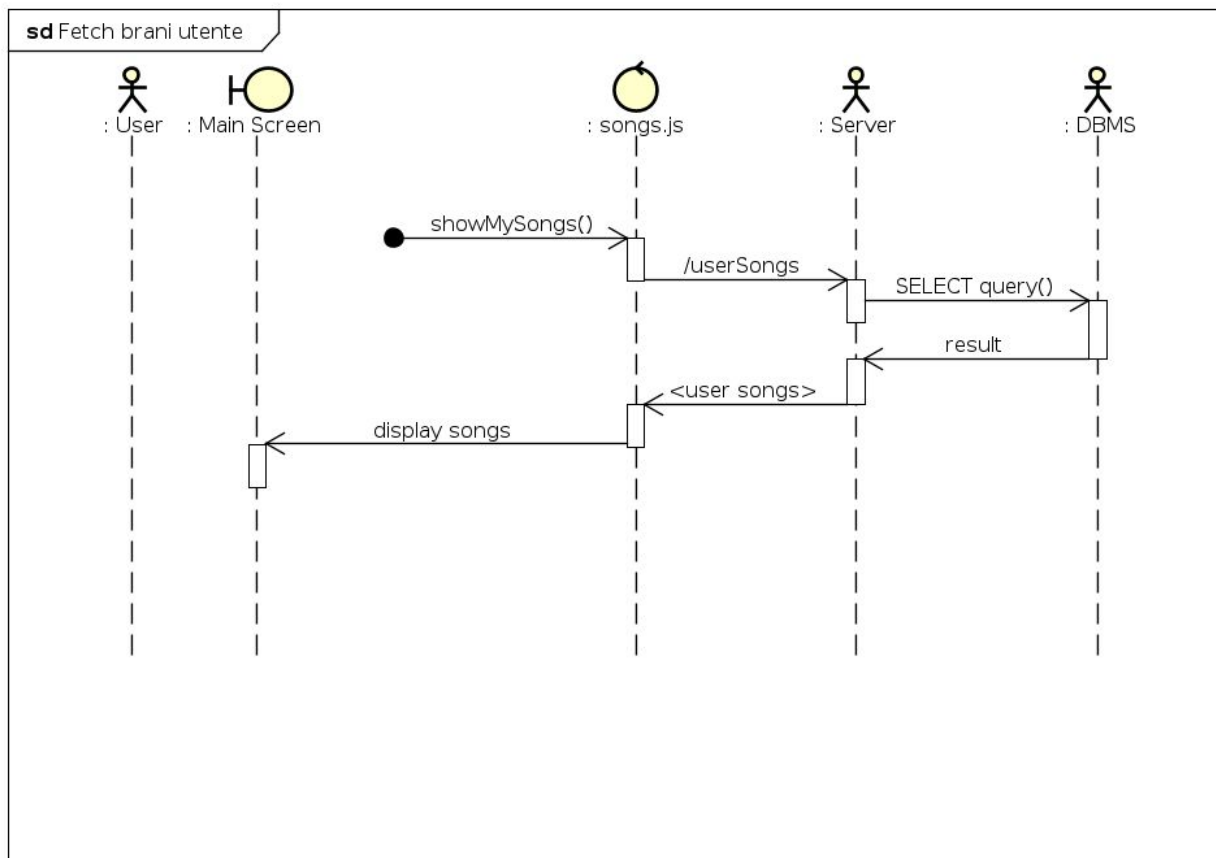 sd Fetch brani utente
: User
: Main Screen
: songs.js
: Server
: DBMS
showMySongs()
/userSongs
SELECT query()
result
<user songs>
display songs